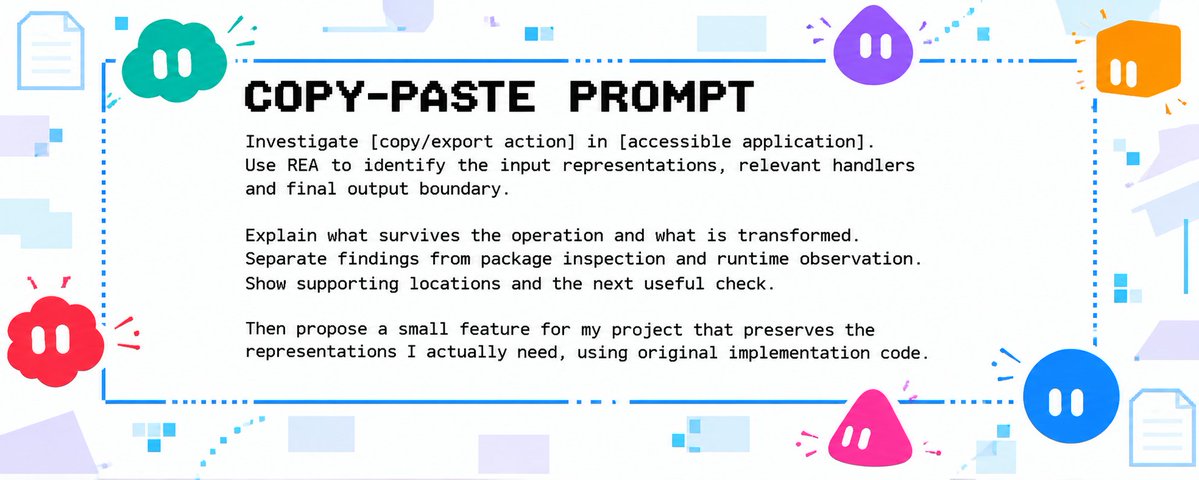 COPY-PASTE PROMPT
Investigate [copy/export action] in [accessible application].
Use REA to identify the input representations, relevant handlers
and final output boundary.
Explain what survives the operation and what is transformed.
Separate findings from package inspection and runtime observation.
Show supporting locations and the next useful check.
Then propose a small feature for my project that preserves the
representations I actually need, using original implementation code.